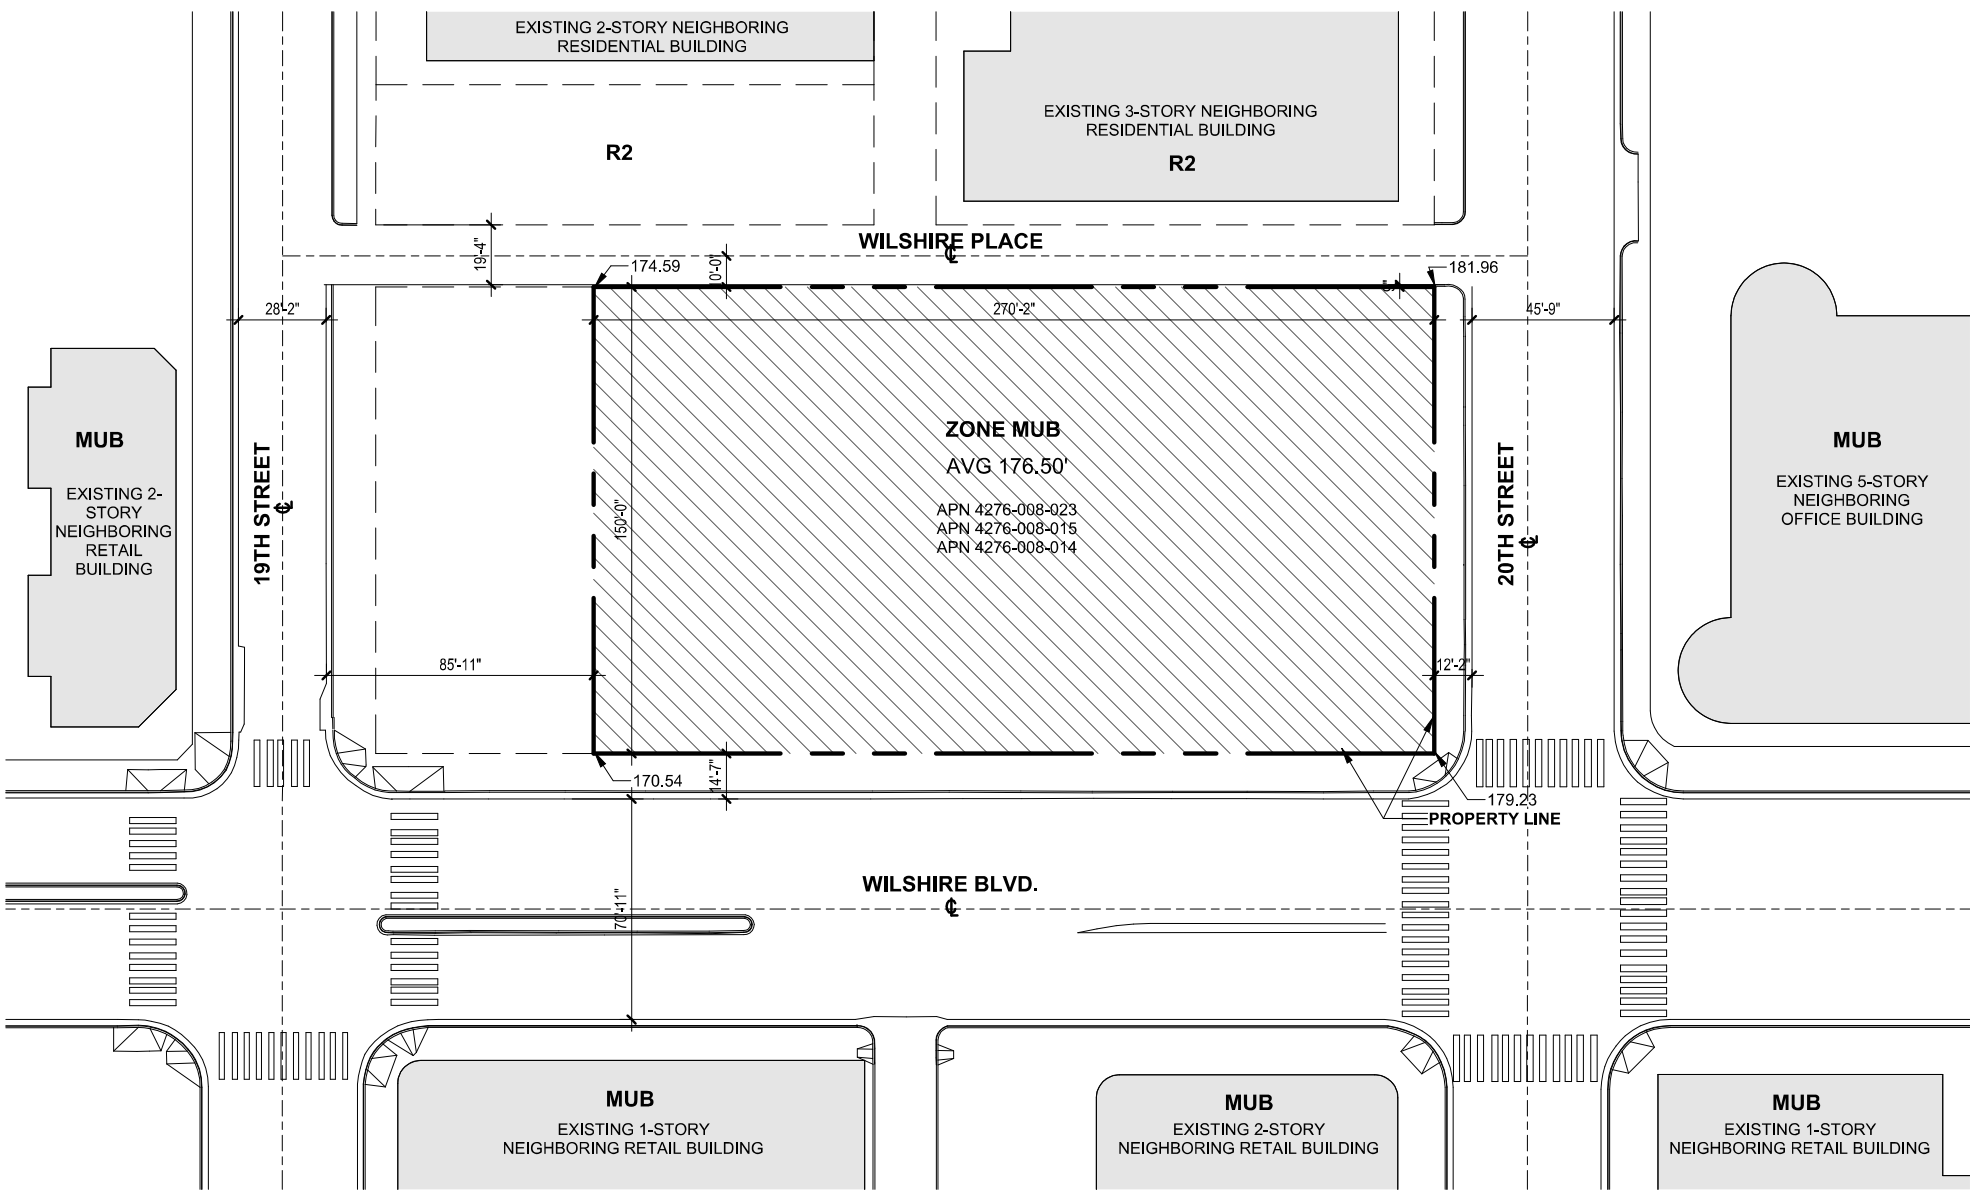 EXISTING 2-STORY NEIGHBORING
RESIDENTIAL BUILDING
EXISTING 3-STORY NEIGHBORING
RESIDENTIAL BUILDING
R2
R2
WILSHIRE PLACE
19'-4"
174.59
10'-0"
181.96
28'-2"
270'-2"
45'-9"
ZONE MUB
AVG 176.50'
APN 4276-008-023
APN 4276-008-015
APN 4276-008-014
MUB
EXISTING 2-
STORY
NEIGHBORING
RETAIL
BUILDING
19TH STREET
150'-0"
20TH STREET
MUB
EXISTING 5-STORY
NEIGHBORING
OFFICE BUILDING
85'-11"
12'-2"
170.54
14'-7"
179.23
PROPERTY LINE
WILSHIRE BLVD.
70'-11"
MUB
EXISTING 1-STORY
NEIGHBORING RETAIL BUILDING
MUB
EXISTING 2-STORY
NEIGHBORING RETAIL BUILDING
MUB
EXISTING 1-STORY
NEIGHBORING RETAIL BUILDING